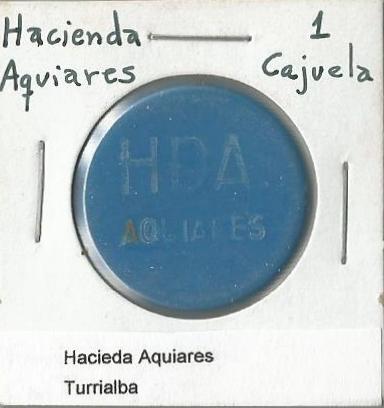 Hacienda 1
Aquiares Cajuela
HDA.
AQUIARES
Hacieda Aquiares
Turrialba